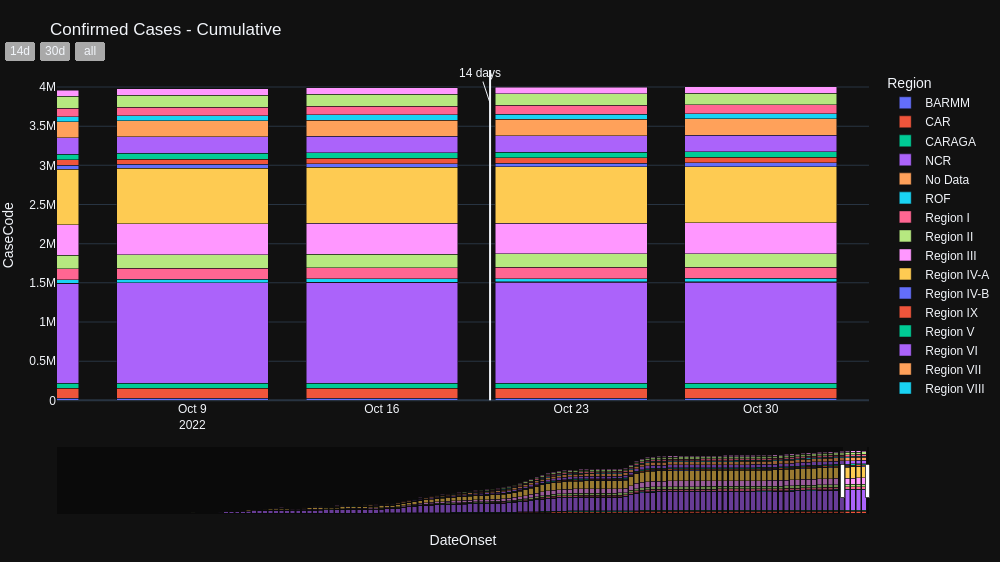 Confirmed Cases - Cumulative
14d 30d all
14 days
4M
3.5M
3M
2.5M
2M
1.5M
1M
0.5M
0
CaseCode
Oct 9
2022
Oct 16
Oct 23
Oct 30
DateOnset
Region
BARMM
CAR
CARAGA
NCR
No Data
ROF
Region I
Region II
Region III
Region IV-A
Region IV-B
Region IX
Region V
Region VI
Region VII
Region VIII